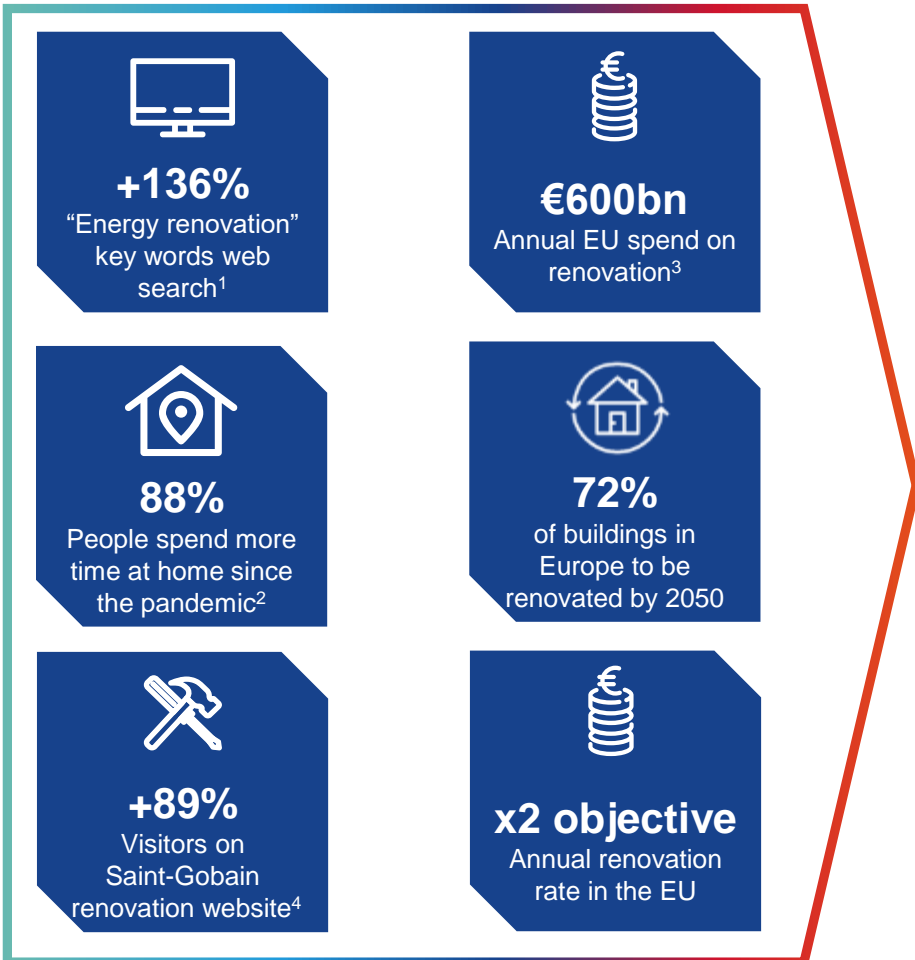 +136%
“Energy renovation”
key words web
search¹
€600bn
Annual EU spend on
renovation³
88%
People spend more
time at home since
the pandemic²
72%
of buildings in
Europe to be
renovated by 2050
+89%
Visitors on
Saint-Gobain
renovation website⁴
x2 objective
Annual renovation
rate in the EU